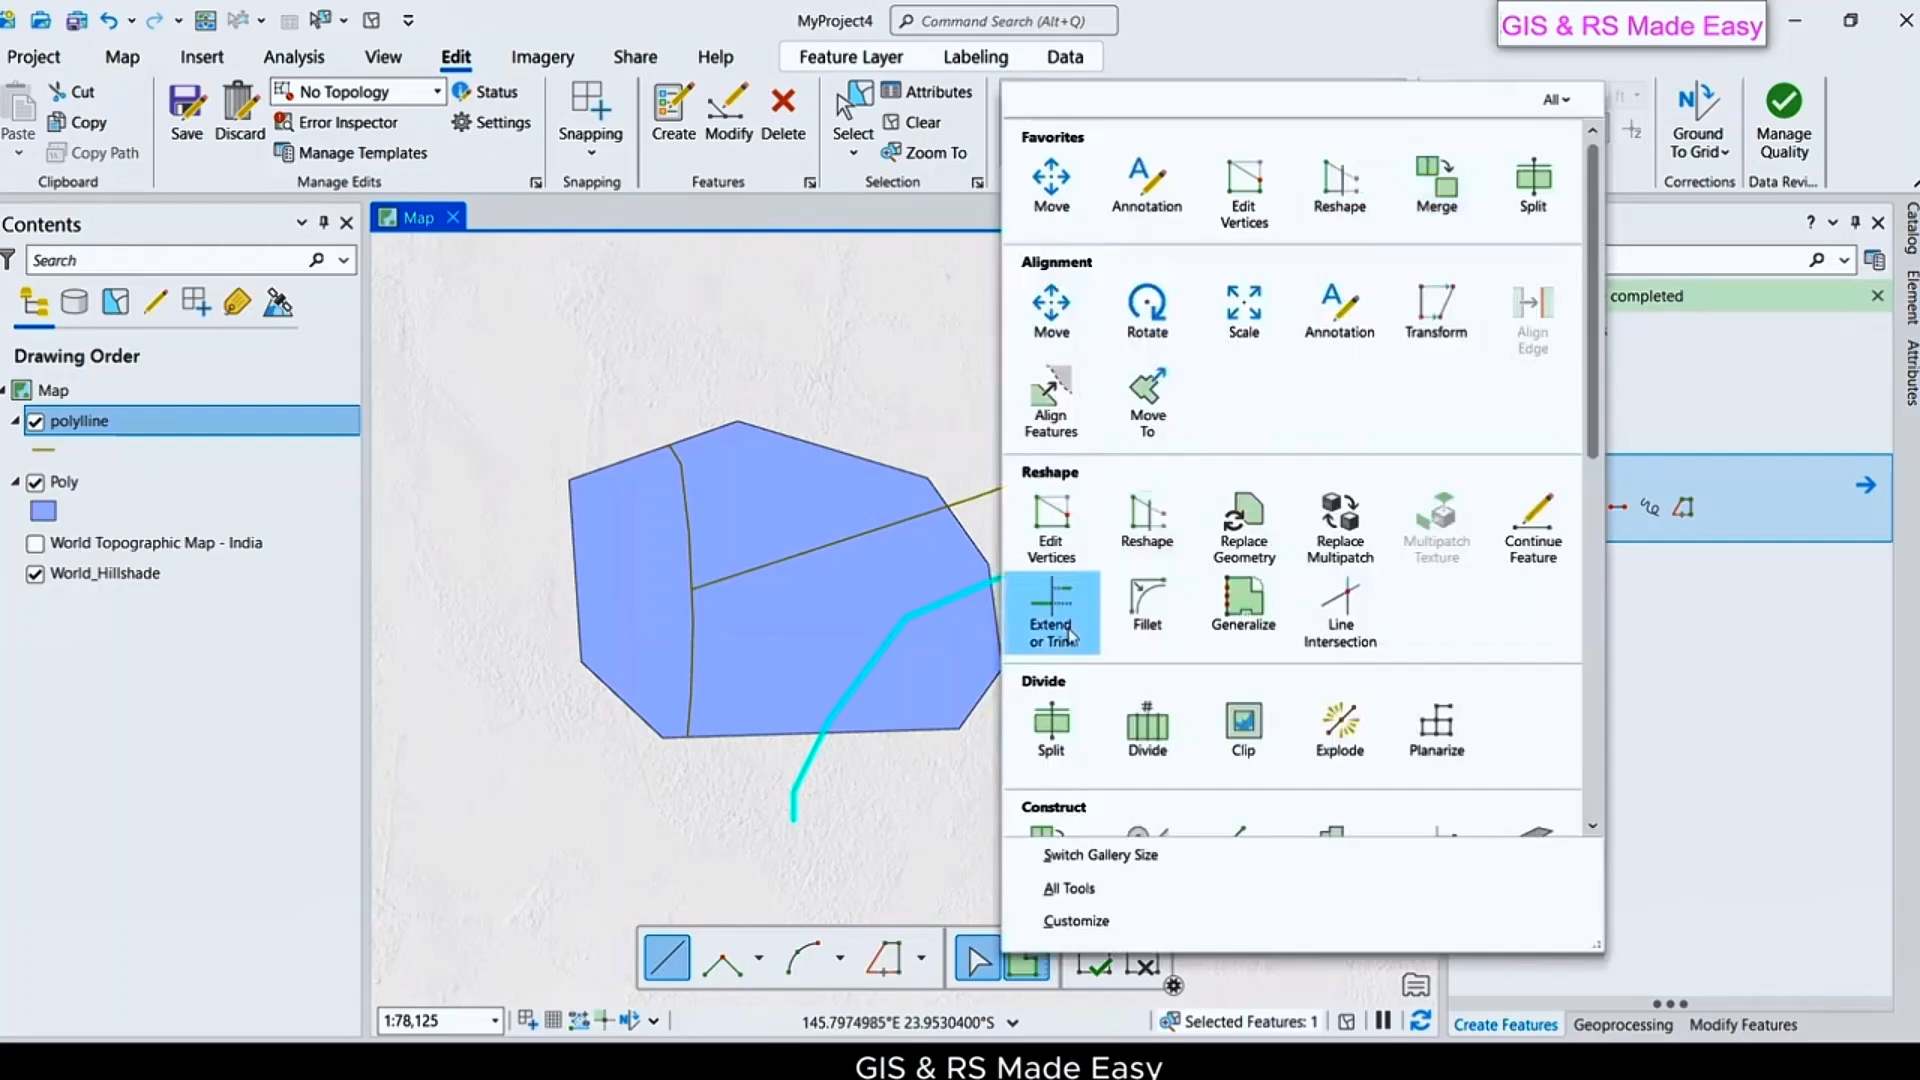 MyProject4
Command Search (Alt+Q)
GIS & RS Made Easy
Project
Map
Insert
Analysis
View
Edit
Imagery
Share
Help
Feature Layer
Labeling
Data
Paste
Cut
Copy
Copy Path
Clipboard
Save
Discard
No Topology
Error Inspector
Manage Templates
Status
Settings
Manage Edits
Snapping
Snapping
Create
Modify
Delete
Features
Select
Attributes
Clear
Zoom To
Selection
ft
Ground
To Grid
Corrections
Manage
Quality
Data Revi...
Contents
Search
Drawing Order
Map
polylline
Poly
World Topographic Map - India
World_Hillshade
Map
All
Favorites
Move
Annotation
Edit
Vertices
Reshape
Merge
Split
Alignment
Move
Rotate
Scale
Annotation
Transform
Align
Edge
Align
Features
Move
To
Reshape
Edit
Vertices
Reshape
Replace
Geometry
Replace
Multipatch
Multipatch
Texture
Continue
Feature
Extend
or Trim
Fillet
Generalize
Line
Intersection
Divide
Split
#
Divide
Clip
Explode
Planarize
Construct
Switch Gallery Size
All Tools
Customize
completed
Catalog
Element
Attributes
1:78,125
145.7974985°E 23.9530400°S
Selected Features: 1
Create Features
Geoprocessing
Modify Features
GIS & RS Made Easy